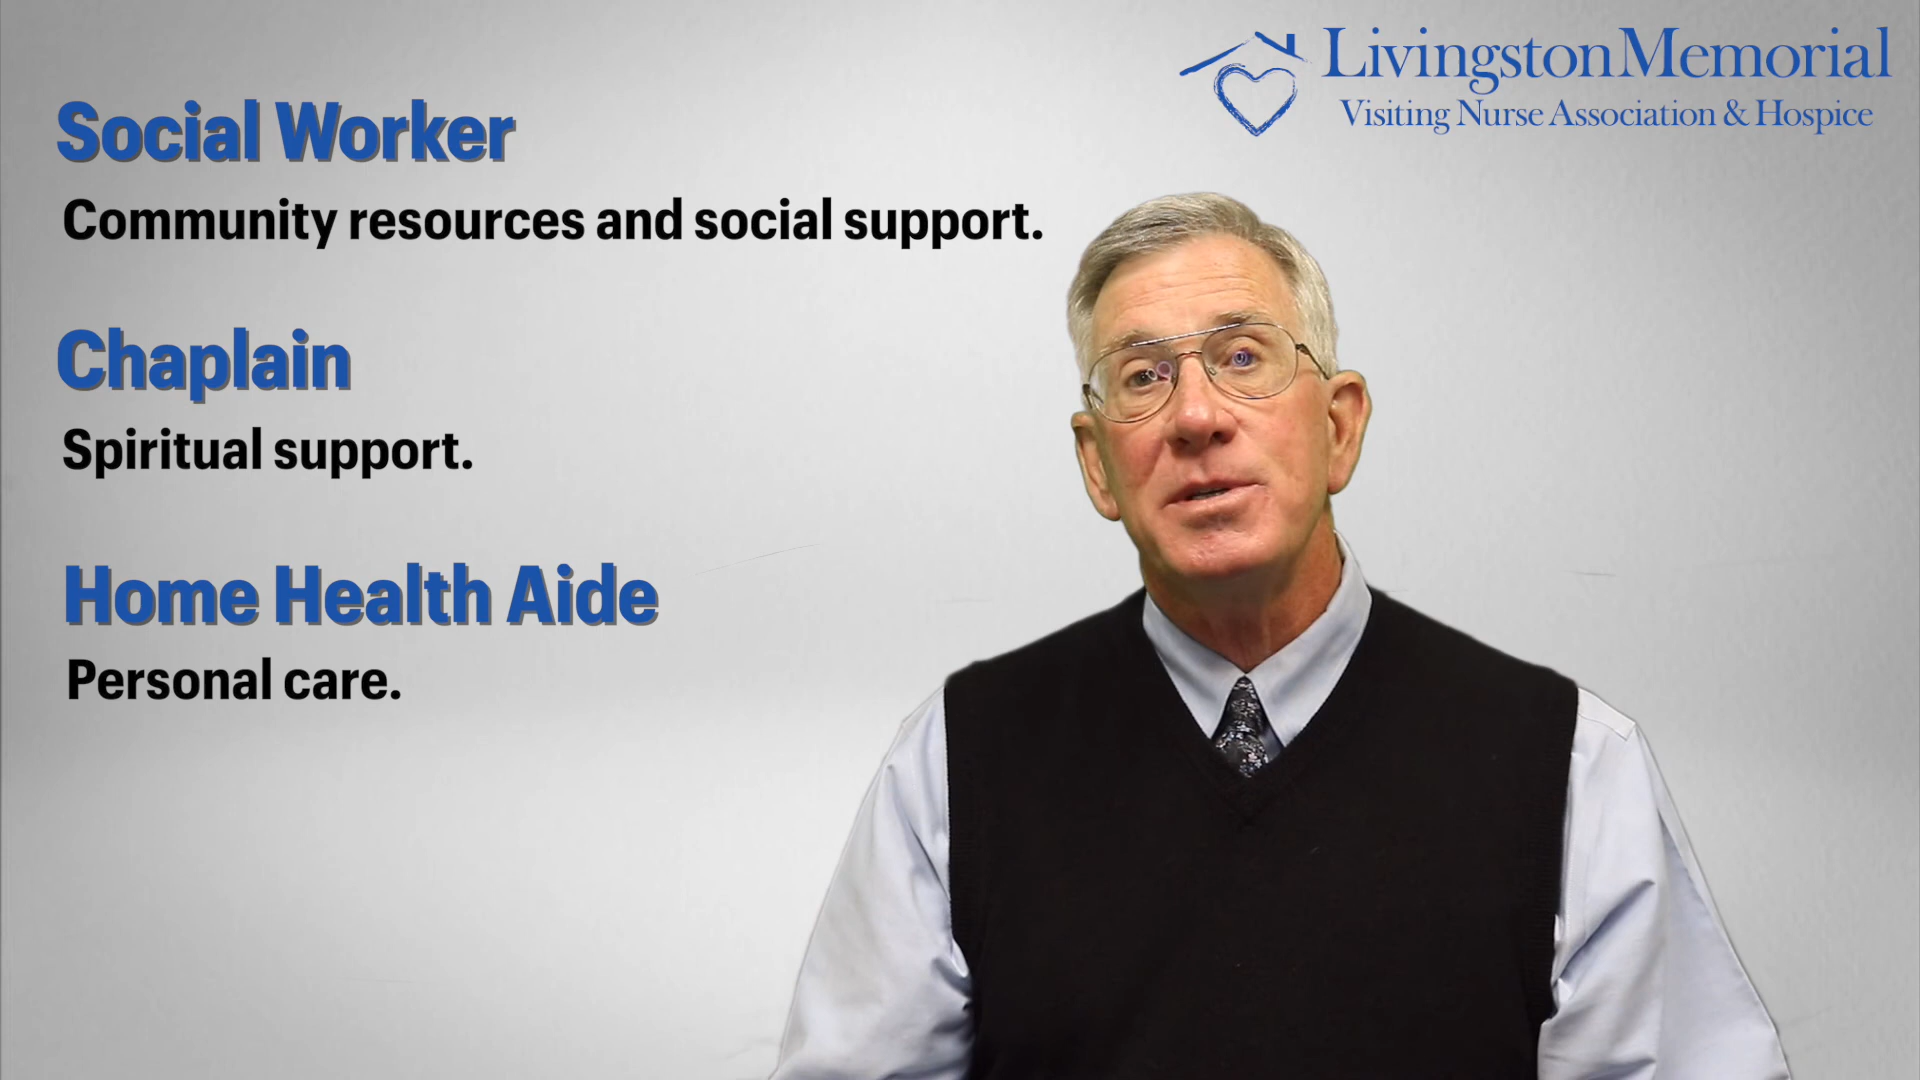 Livingston Memorial
Visiting Nurse Association & Hospice
Social Worker
Community resources and social support.
Chaplain
Spiritual support.
Home Health Aide
Personal care.